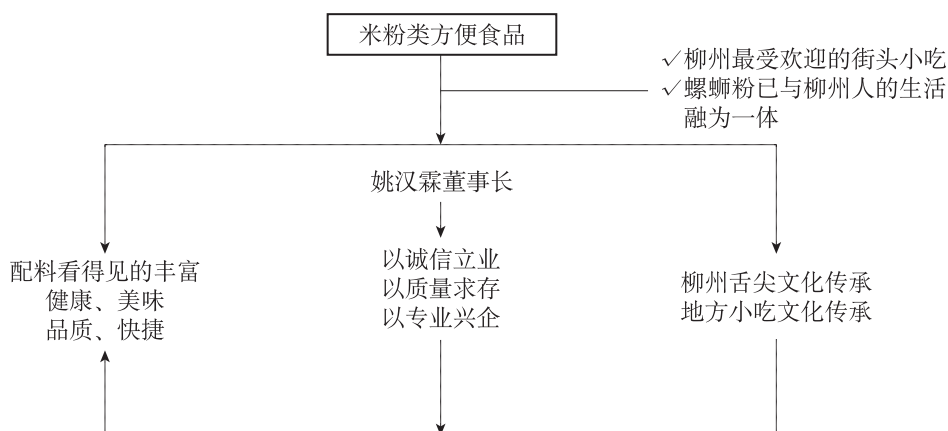 米粉类方便食品
✓柳州最受欢迎的街头小吃
✓螺蛳粉已与柳州人的生活
融为一体
姚汉霖董事长
配料看得见的丰富
健康、美味
品质、快捷
以诚信立业
以质量求存
以专业兴企
柳州舌尖文化传承
地方小吃文化传承